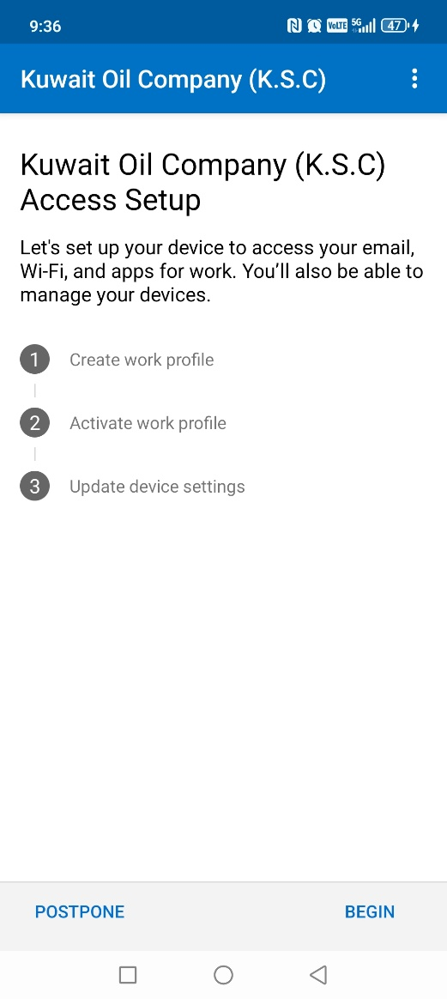 9:36
VoLTE 5G 47
Kuwait Oil Company (K.S.C)
Kuwait Oil Company (K.S.C)
Access Setup
Let's set up your device to access your email,
Wi-Fi, and apps for work. You’ll also be able to
manage your devices.
1 Create work profile
2 Activate work profile
3 Update device settings
POSTPONE BEGIN